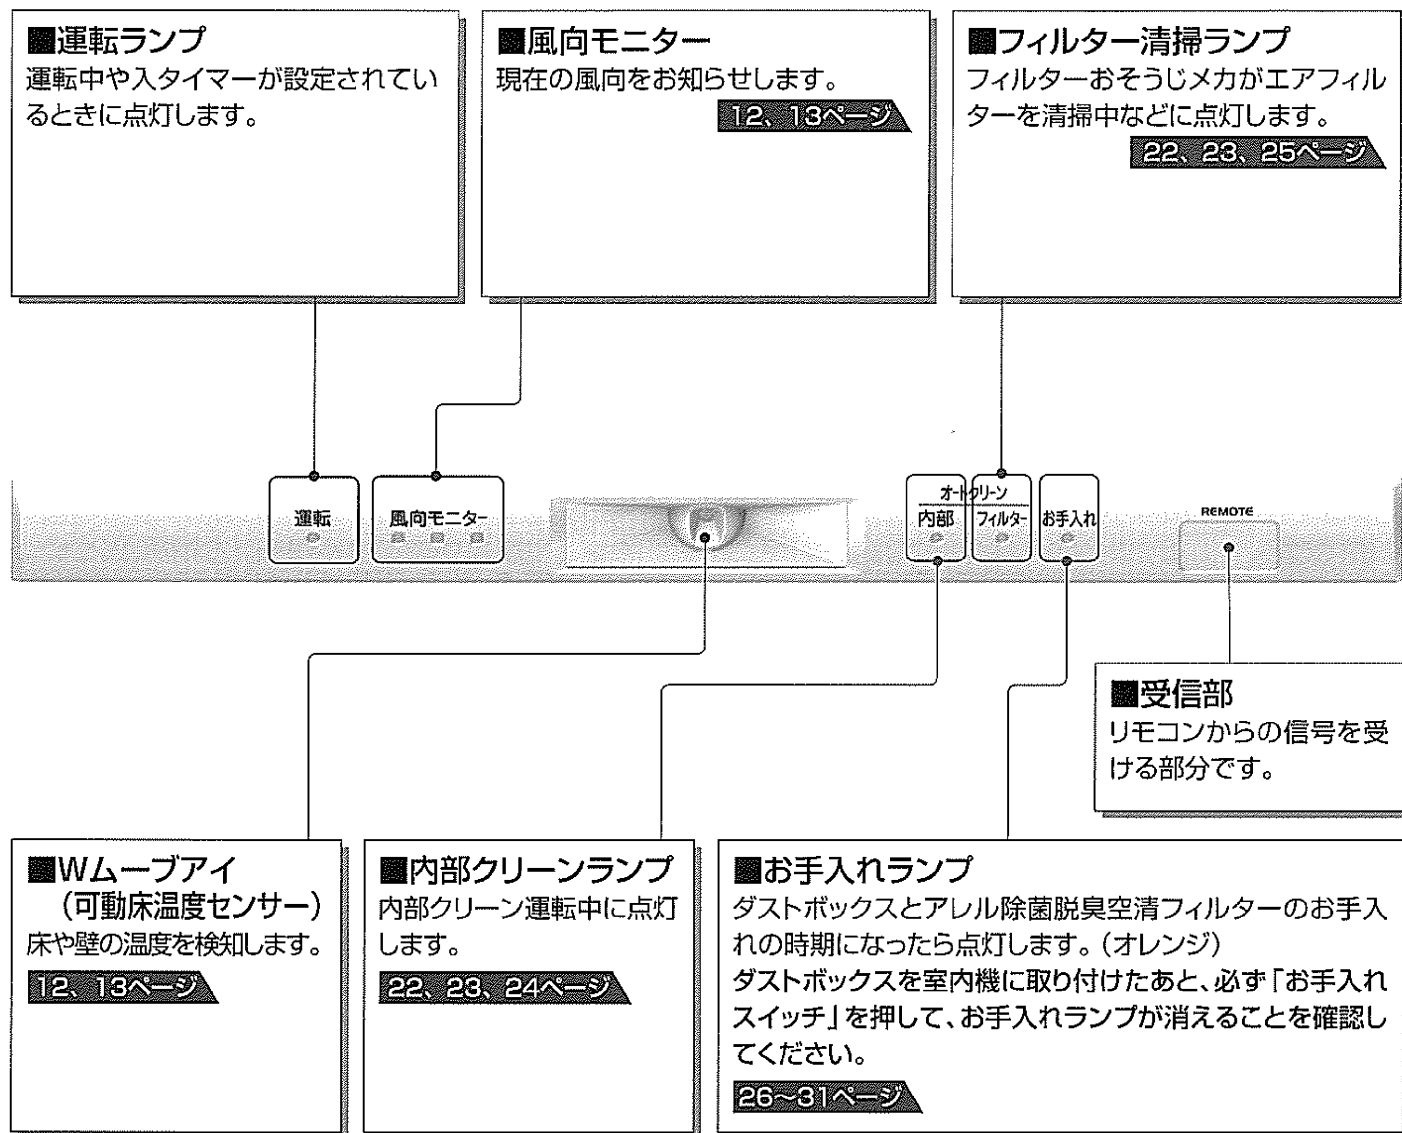 ■運転ランプ
運転中や入タイマーが設定されてい
るときに点灯します。
■風向モニター
現在の風向をお知らせします。
12、13ページ
■フィルター清掃ランプ
フィルターおそうじメカがエアフィル
ターを清掃中などに点灯します。
22、23、25ページ
運転
風向モニター
オートクリーン
内部
フィルター
お手入れ
REMOTE
■受信部
リモコンからの信号を受
ける部分です。
■Wムーブアイ
（可動床温度センサー）
床や壁の温度を検知します。
12、13ページ
■内部クリーンランプ
内部クリーン運転中に点灯
します。
22、23、24ページ
■お手入れランプ
ダストボックスとアレル除菌脱臭空清フィルターのお手入
れの時期になったら点灯します。（オレンジ）
ダストボックスを室内機に取り付けたあと、必ず「お手入れ
スイッチ」を押して、お手入れランプが消えることを確認し
てください。
26～31ページ